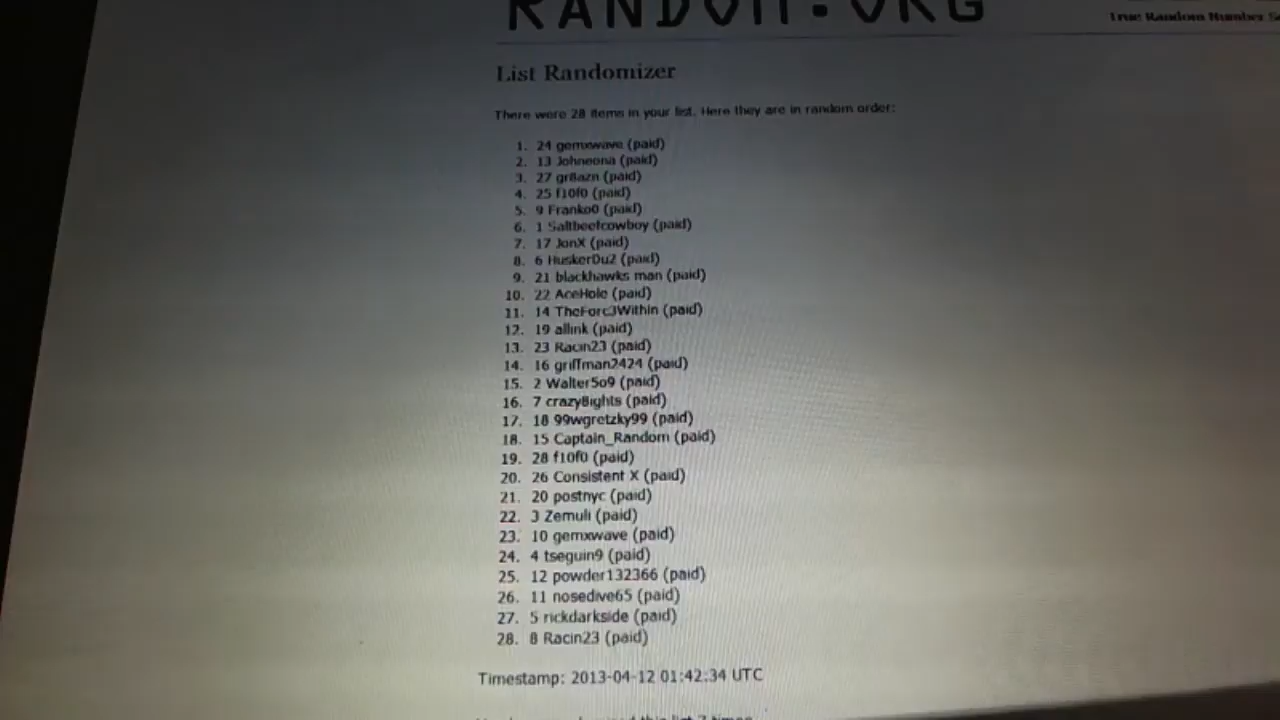 RANDOM.ORG
True Random Number
List Randomizer
There were 28 items in your list. Here they are in random order:
1. 24 gemxwave (paid)
2. 13 Johneona (paid)
3. 27 gr8azn (paid)
4. 25 f10f0 (paid)
5. 9 Franko0 (paid)
6. 1 Saltbeefcowboy (paid)
7. 17 JonX (paid)
8. 6 HuskerDu2 (paid)
9. 21 blackhawks man (paid)
10. 22 AceHole (paid)
11. 14 TheForc3Within (paid)
12. 19 allink (paid)
13. 23 Racin23 (paid)
14. 16 griffman2424 (paid)
15. 2 Walter5o9 (paid)
16. 7 crazy8ights (paid)
17. 18 99wgretzky99 (paid)
18. 15 Captain_Random (paid)
19. 28 f10f0 (paid)
20. 26 Consistent X (paid)
21. 20 postnyc (paid)
22. 3 Zemuli (paid)
23. 10 gemxwave (paid)
24. 4 tseguin9 (paid)
25. 12 powder132366 (paid)
26. 11 nosedive65 (paid)
27. 5 rickdarkside (paid)
28. 8 Racin23 (paid)
Timestamp: 2013-04-12 01:42:34 UTC